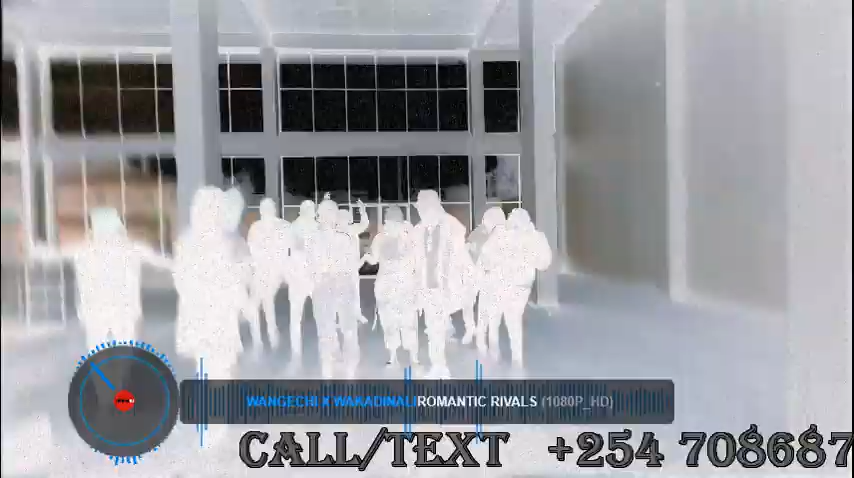 WANGECHI X WAKADINALI ROMANTIC RIVALS (1080P_HD)
CALL/TEXT +254 708687